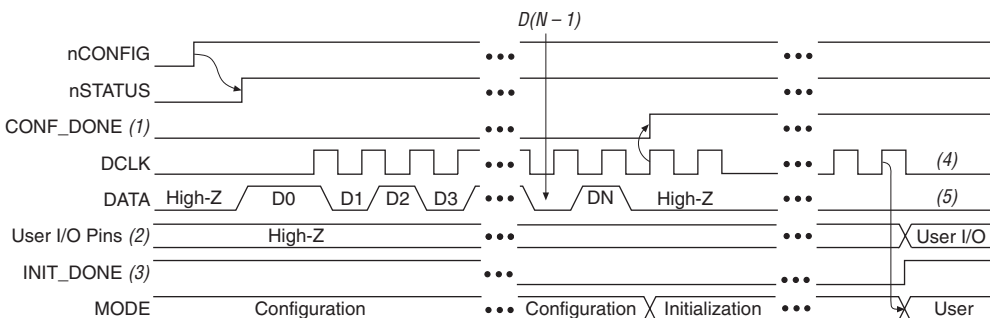 D(N – 1)
nCONFIG
nSTATUS
CONF_DONE (1)
DCLK (4)
DATA High-Z D0 D1 D2 D3 DN High-Z (5)
User I/O Pins (2) High-Z User I/O
INIT_DONE (3)
MODE Configuration Configuration Initialization User